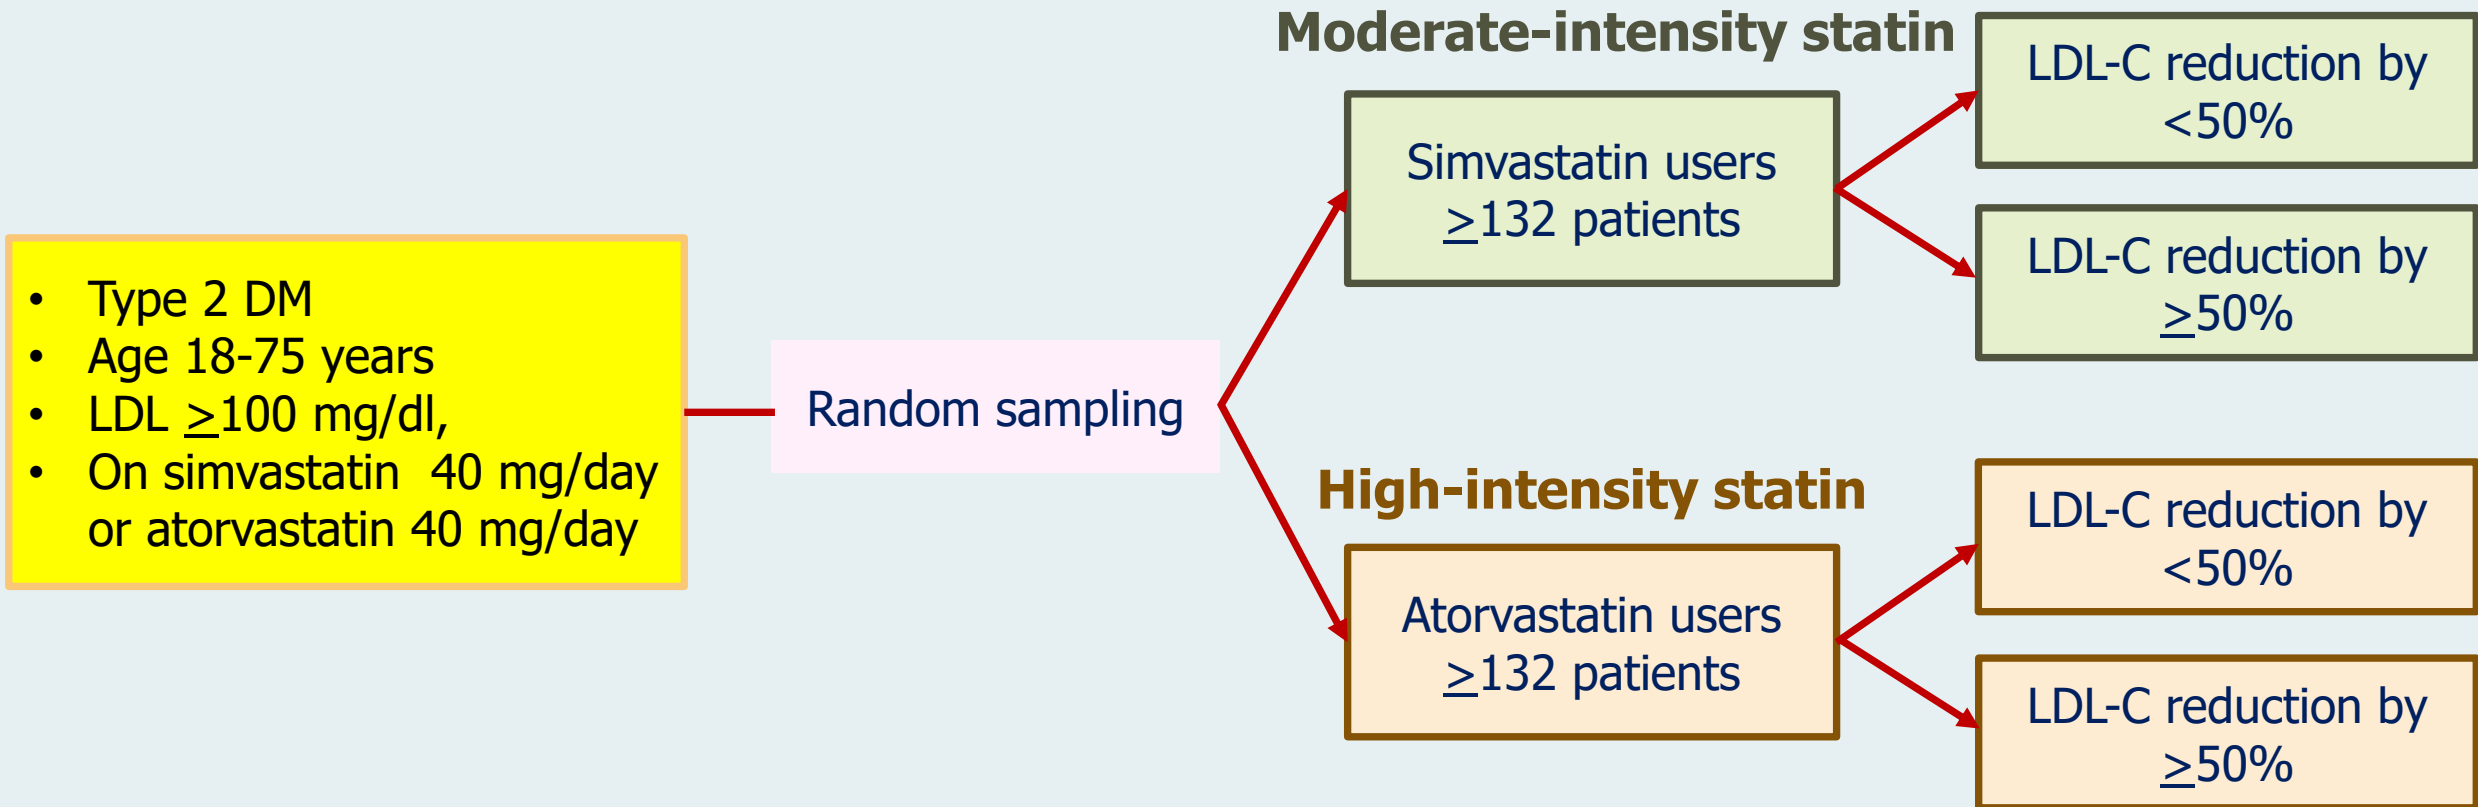 • Type 2 DM
• Age 18-75 years
• LDL ≥100 mg/dl,
• On simvastatin 40 mg/day
or atorvastatin 40 mg/day
Random sampling
Moderate-intensity statin
Simvastatin users
≥132 patients
LDL-C reduction by
<50%
LDL-C reduction by
≥50%
High-intensity statin
Atorvastatin users
≥132 patients
LDL-C reduction by
<50%
LDL-C reduction by
≥50%